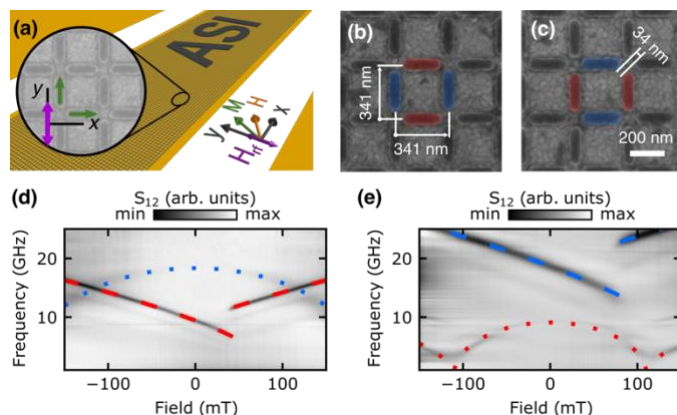 (a)
ASI
y
x
y
M
H
x
H_rf
(b)
341 nm
341 nm
(c)
34 nm
200 nm
(d)
S₁₂ (arb. units)
min max
Frequency (GHz)
20
10
−100 0 100
Field (mT)
(e)
S₁₂ (arb. units)
min max
Frequency (GHz)
20
10
−100 0 100
Field (mT)